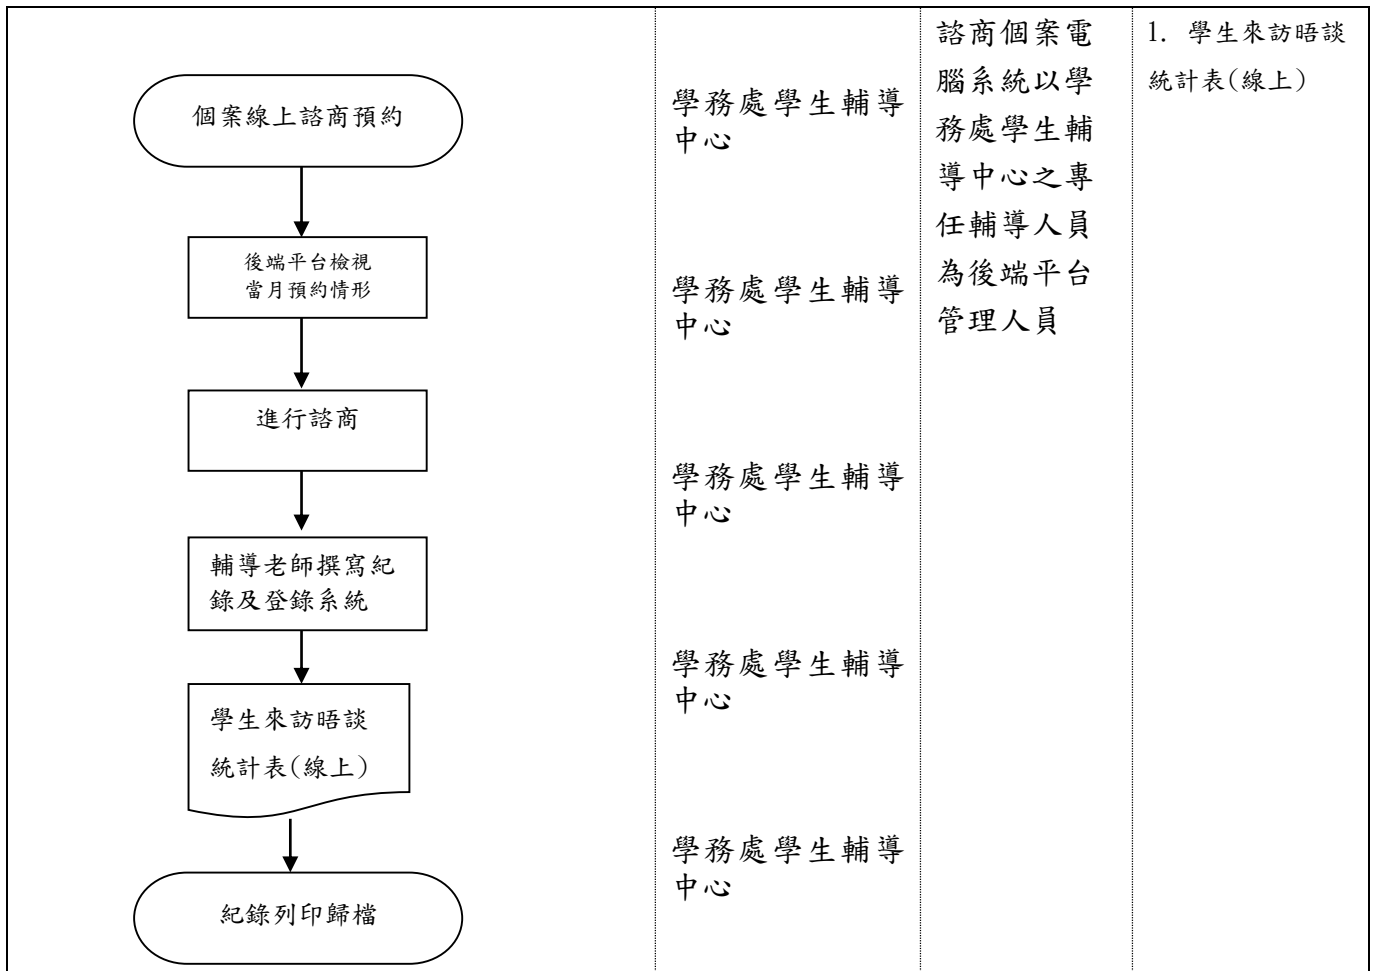 個案線上諮商預約
後端平台檢視
當月預約情形
進行諮商
輔導老師撰寫紀
錄及登錄系統
學生來訪晤談
統計表(線上)
紀錄列印歸檔
學務處學生輔導
中心
學務處學生輔導
中心
學務處學生輔導
中心
學務處學生輔導
中心
學務處學生輔導
中心
諮商個案電
腦系統以學
務處學生輔
導中心之專
任輔導人員
為後端平台
管理人員
1. 學生來訪晤談
統計表(線上)